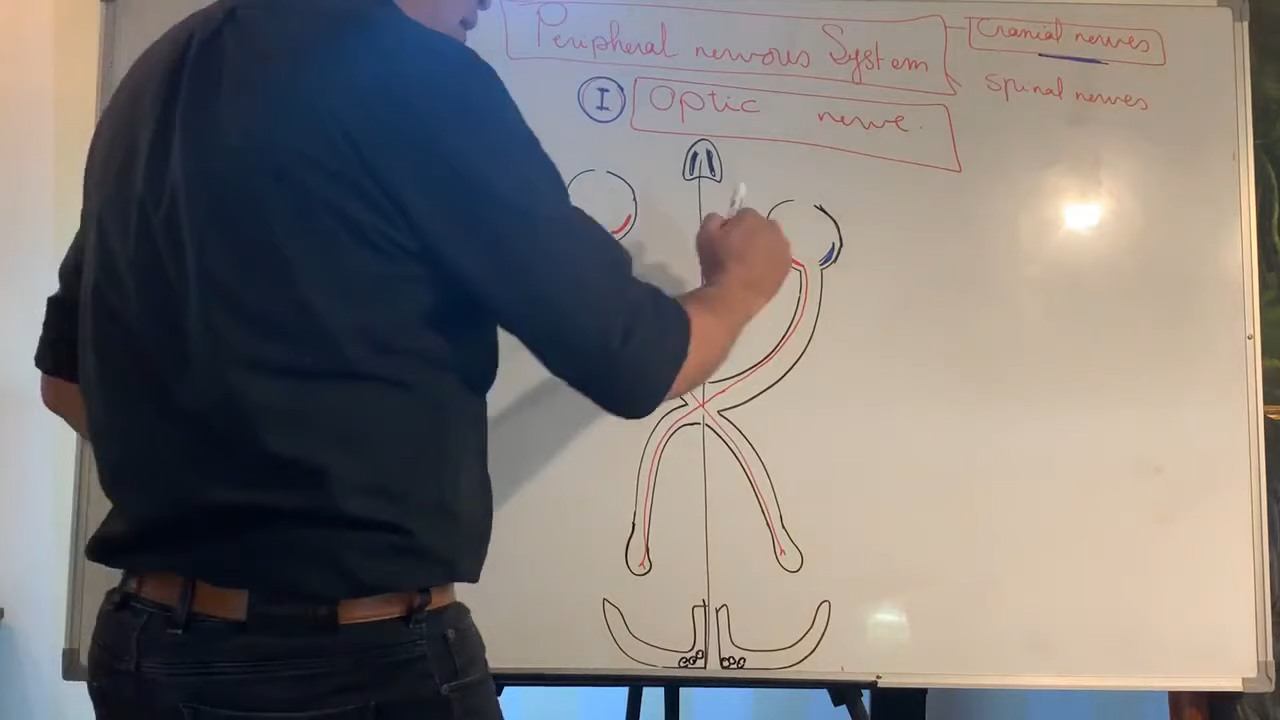 Peripheral nervous System
Cranial nerves
Spinal nerves
I Optic nerve.